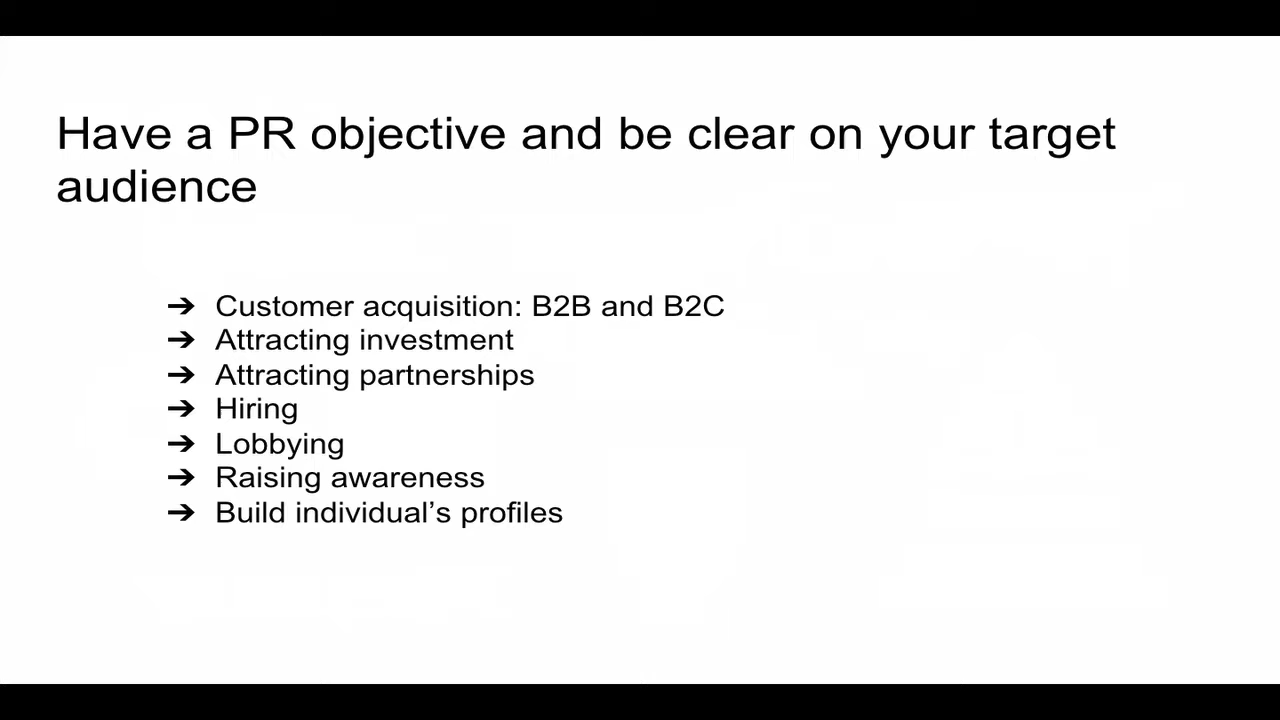 Have a PR objective and be clear on your target
audience
➔ Customer acquisition: B2B and B2C
➔ Attracting investment
➔ Attracting partnerships
➔ Hiring
➔ Lobbying
➔ Raising awareness
➔ Build individual’s profiles